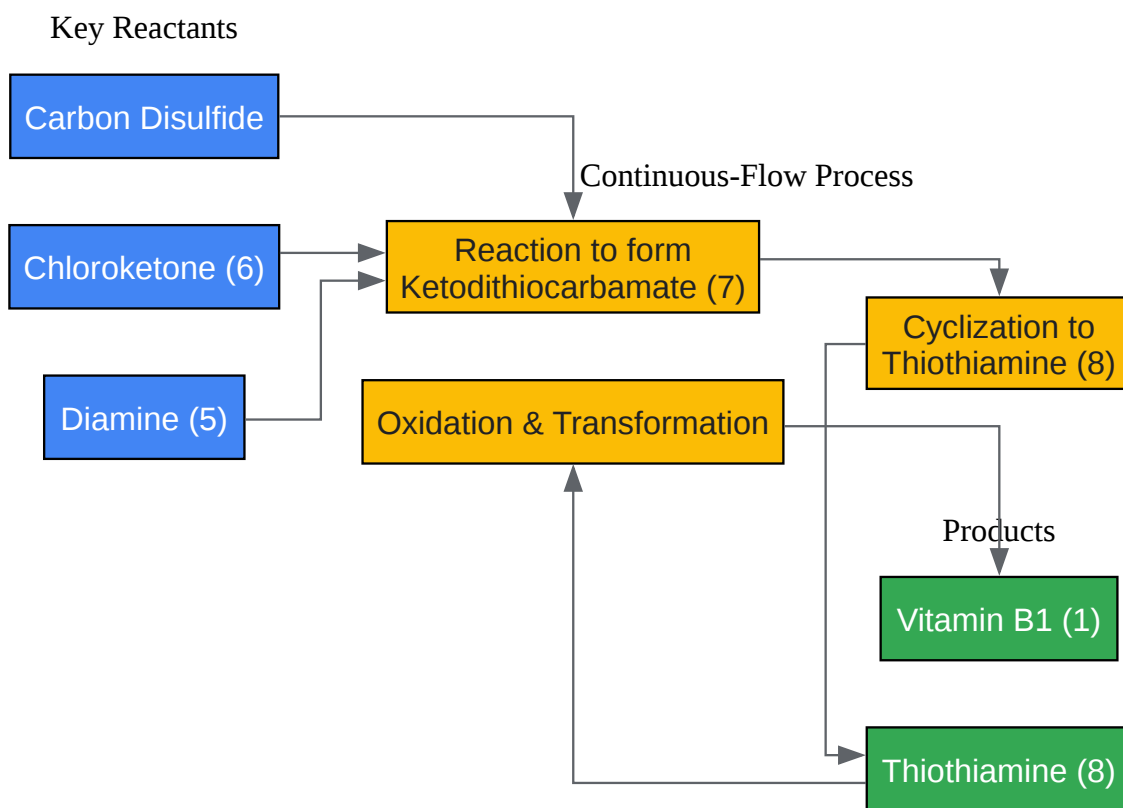 Key Reactants
Carbon Disulfide
Continuous-Flow Process
Chloroketone (6)
Reaction to form
Ketodithiocarbamate (7)
Cyclization to
Thiothiamine (8)
Diamine (5)
Oxidation & Transformation
Products
Vitamin B1 (1)
Thiothiamine (8)